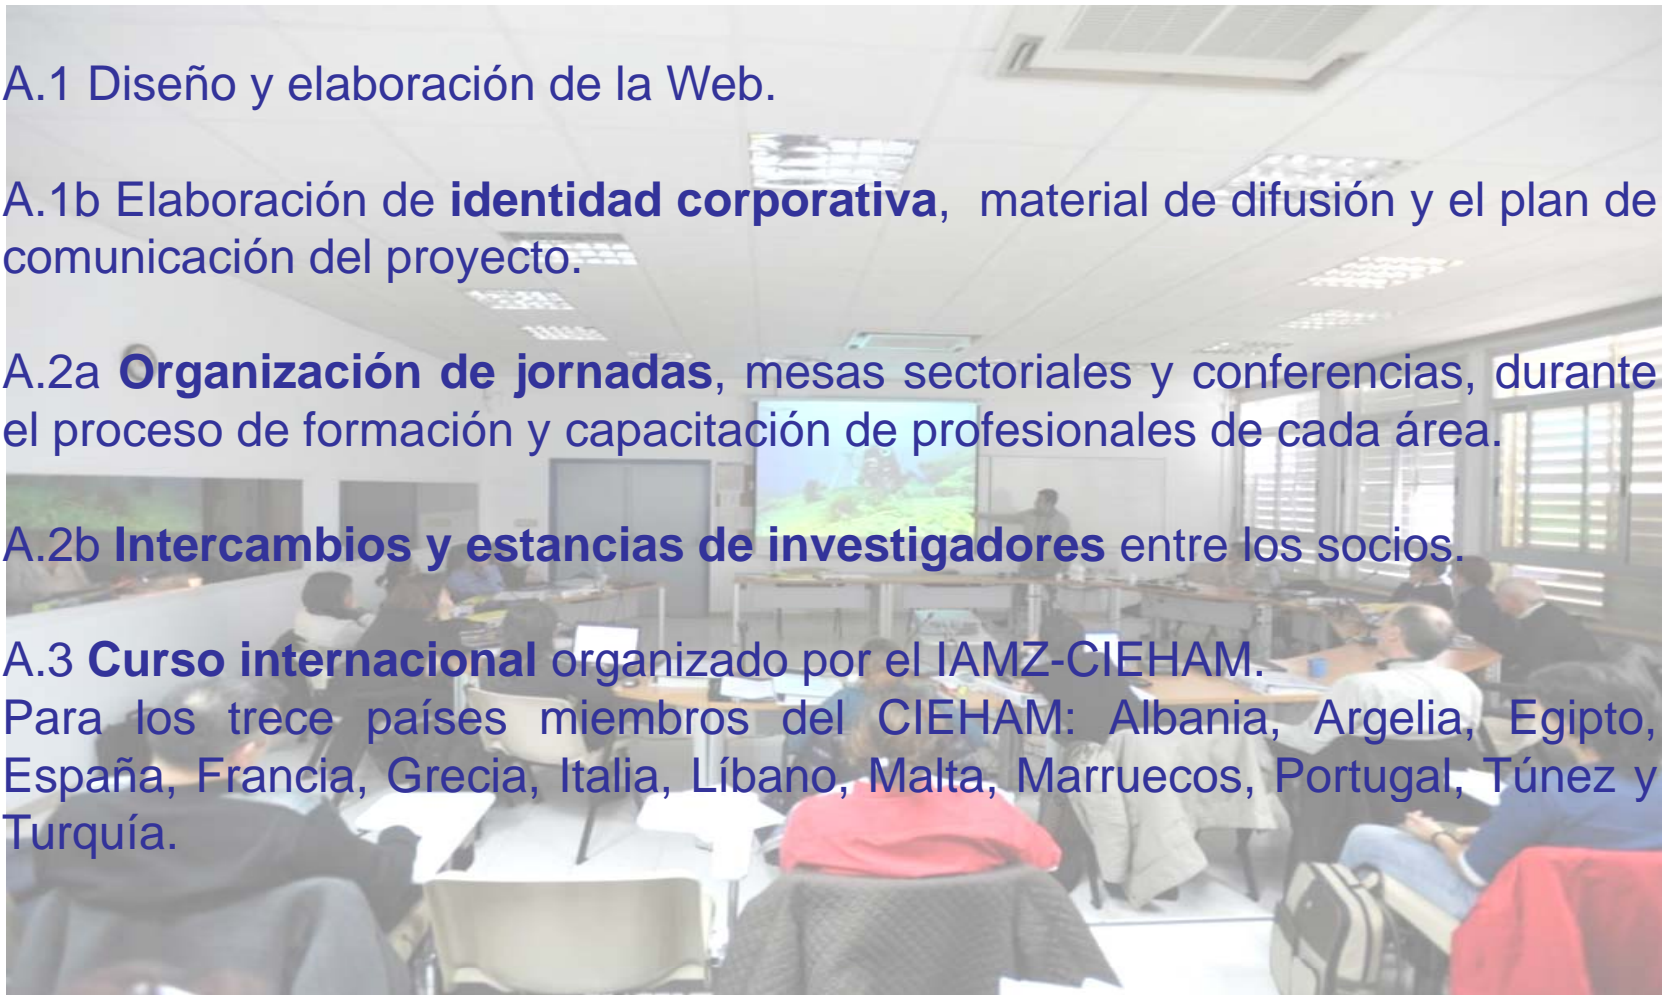 A.1 Diseño y elaboración de la Web.
A.1b Elaboración de identidad corporativa, material de difusión y el plan de
comunicación del proyecto.
A.2a Organización de jornadas, mesas sectoriales y conferencias, durante
el proceso de formación y capacitación de profesionales de cada área.
A.2b Intercambios y estancias de investigadores entre los socios.
A.3 Curso internacional organizado por el IAMZ-CIEHAM.
Para los trece países miembros del CIEHAM: Albania, Argelia, Egipto,
España, Francia, Grecia, Italia, Líbano, Malta, Marruecos, Portugal, Túnez y
Turquía.